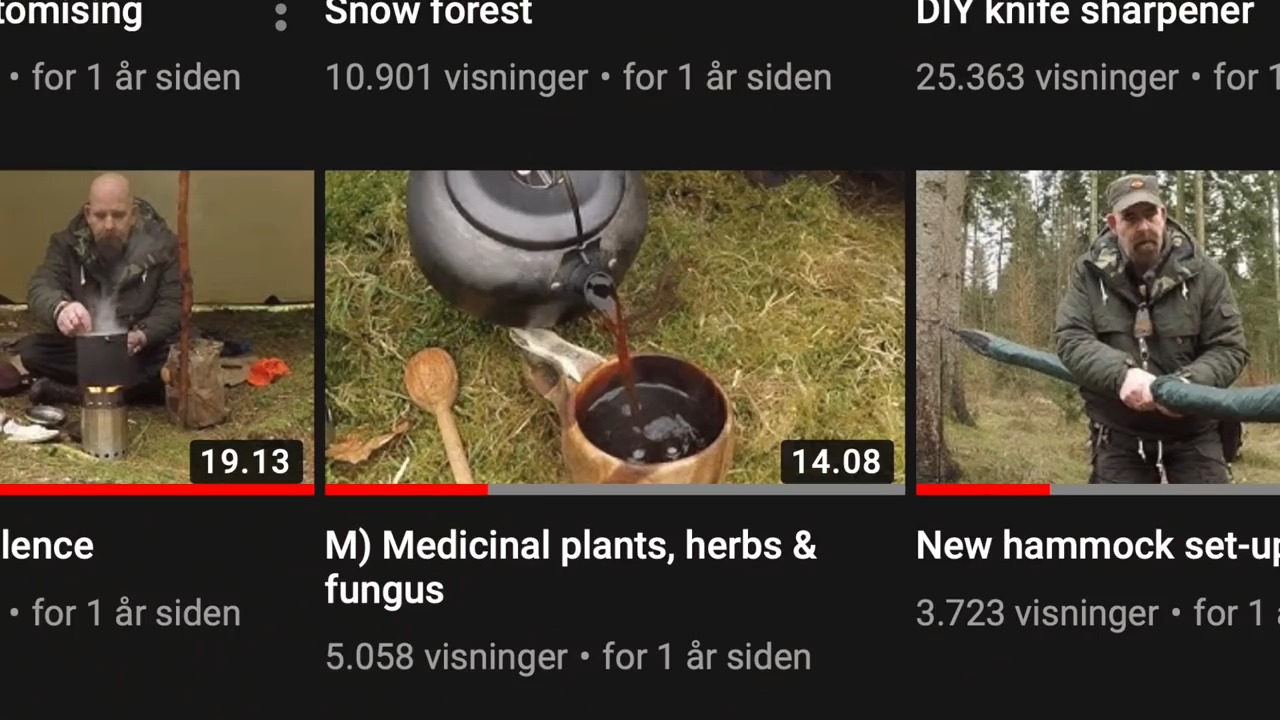 tomising
Snow forest
DIY knife sharpener
• for 1 år siden
10.901 visninger • for 1 år siden
25.363 visninger • for 1
19.13
14.08
lence
M) Medicinal plants, herbs &
fungus
New hammock set-up
• for 1 år siden
5.058 visninger • for 1 år siden
3.723 visninger • for 1